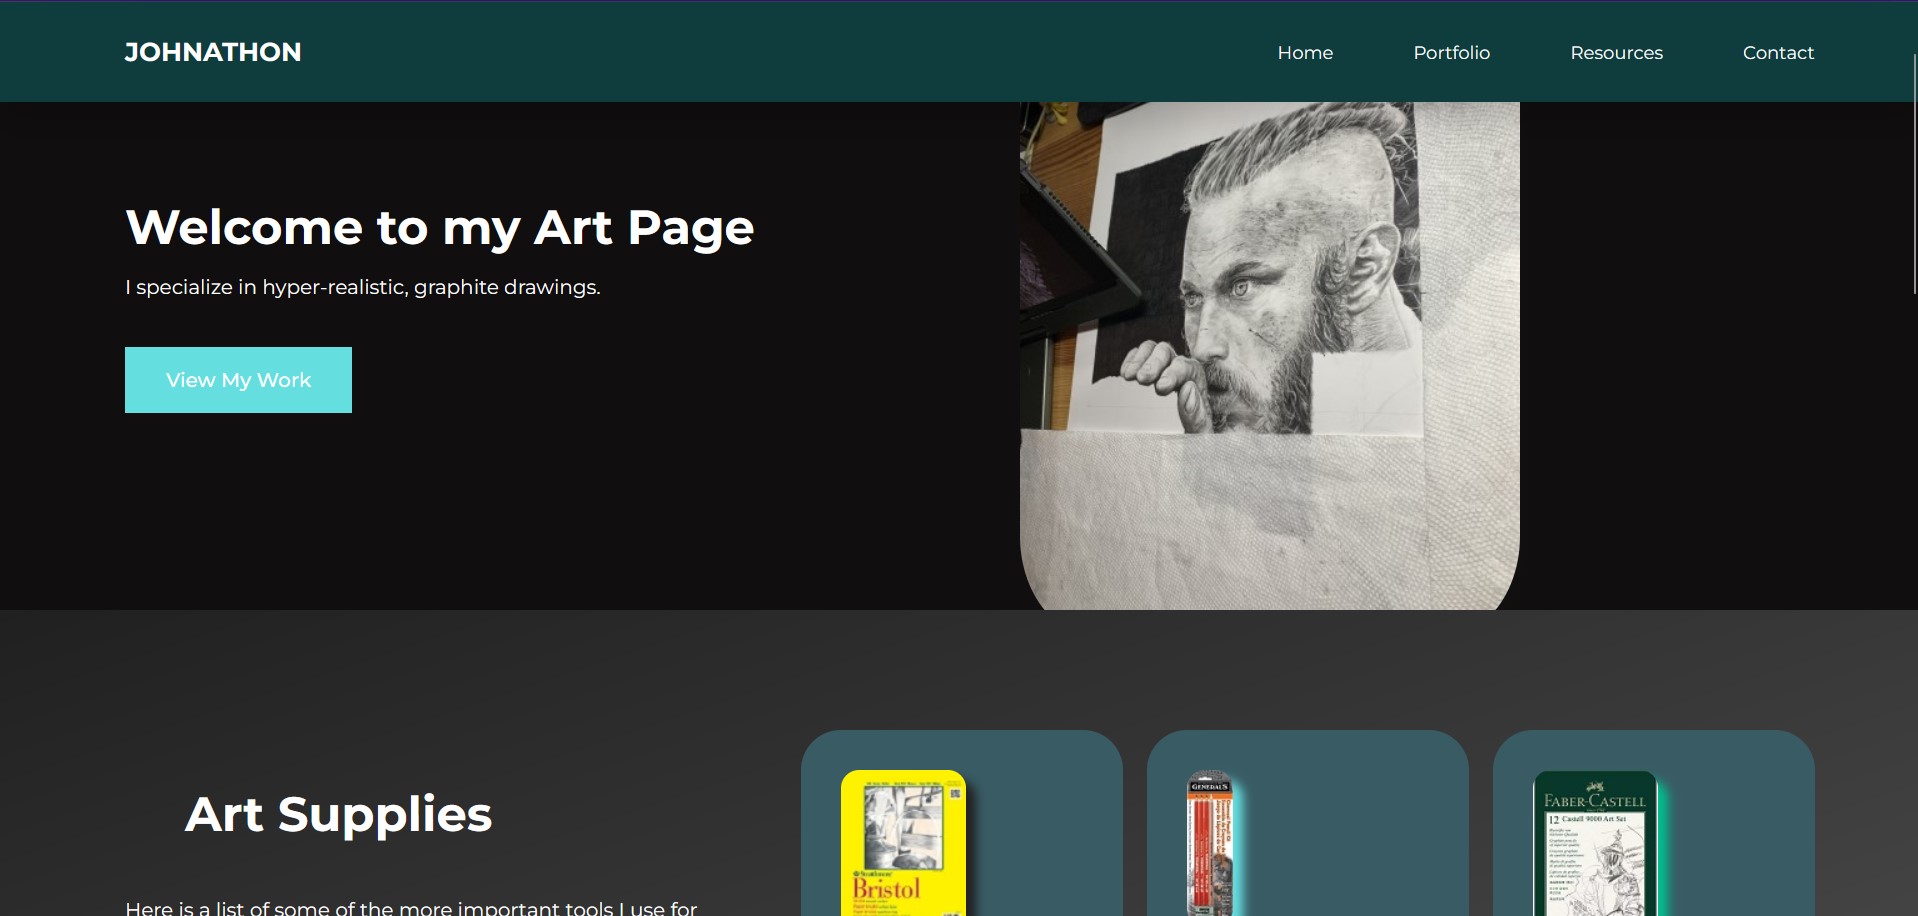 JOHNATHON
Home
Portfolio
Resources
Contact
Welcome to my Art Page
I specialize in hyper-realistic, graphite drawings.
View My Work
Art Supplies
Here is a list of some of the more important tools I use for
Strathmore
Bristol
GENERAL'S
FABER-CASTELL
12 Castell 9000 Art Set